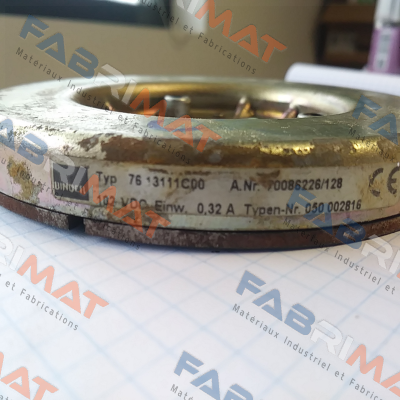 FABRIMAT
Matériaux Industriel et Fabrications
BINDER Typ 76 13111C00 A.Nr. 70086226/128 CE
102 VDC Einw. 0,32 A Typen-Nr. 050 002816
FABRIMAT
Matériaux Industriel et Fabrications
FABRIMAT
Matériaux Industriel et Fabrications